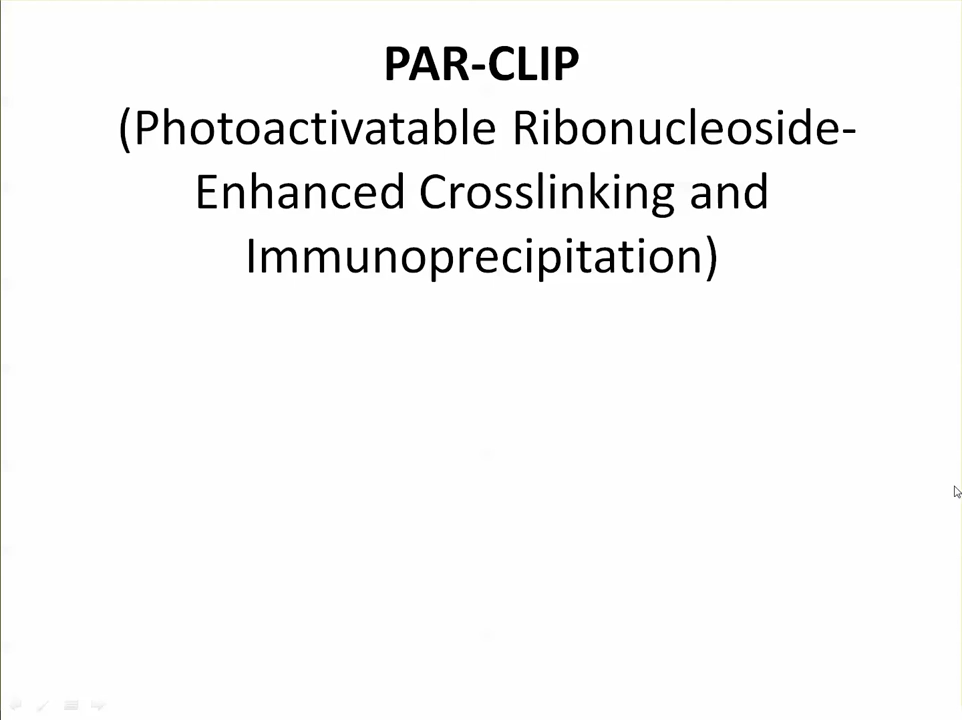 PAR-CLIP
(Photoactivatable Ribonucleoside-
Enhanced Crosslinking and
Immunoprecipitation)